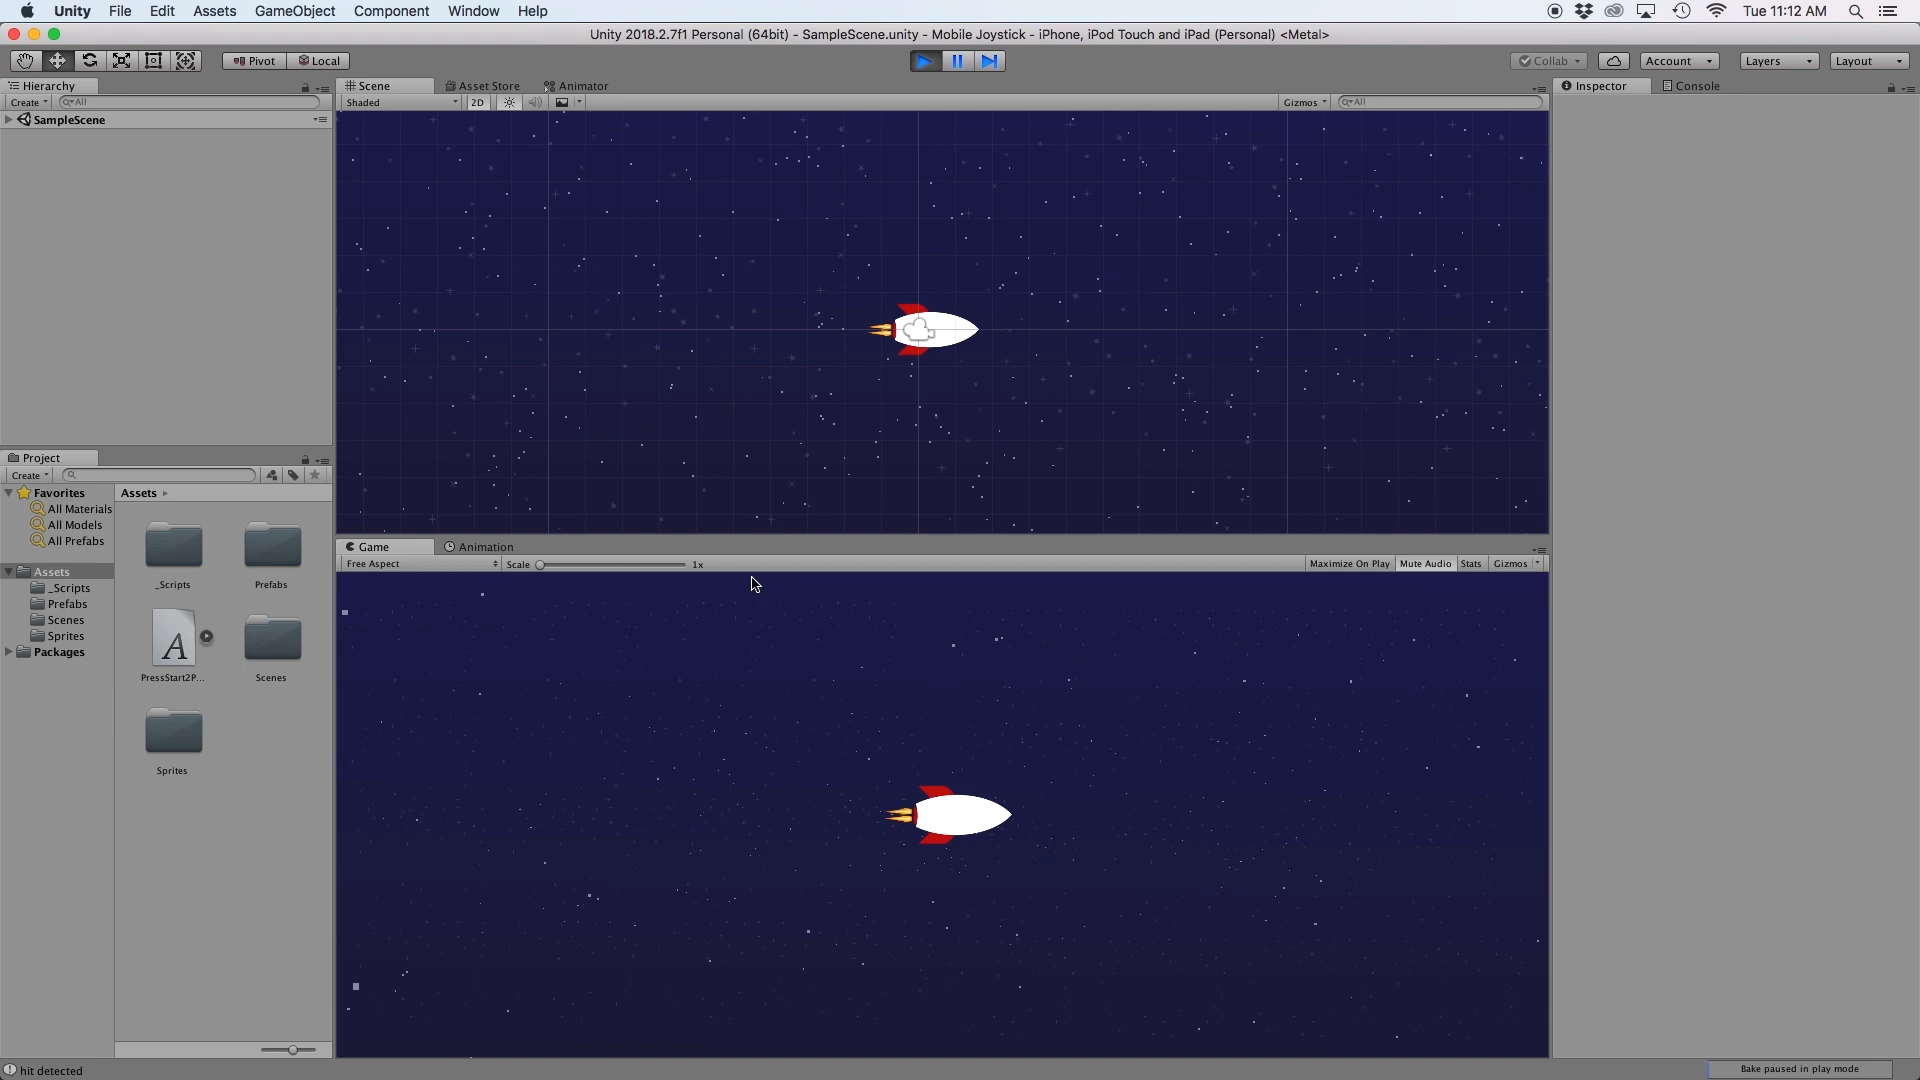 Unity File Edit Assets GameObject Component Window Help Tue 11:12 AM
Unity 2018.2.7f1 Personal (64bit) - SampleScene.unity - Mobile Joystick - iPhone, iPod Touch and iPad (Personal) <Metal>
Pivot Local Collab Account Layers Layout
Hierarchy
Create All
SampleScene
Scene Asset Store Animator
Shaded 2D Gizmos All
Inspector Console
Project
Create
Favorites
All Materials
All Models
All Prefabs
Assets
_Scripts
Prefabs
Scenes
Sprites
Packages
Assets
_Scripts Prefabs
A
PressStart2P... Scenes
Sprites
Game Animation
Free Aspect Scale 1x Maximize On Play Mute Audio Stats Gizmos
hit detected Bake paused in play mode